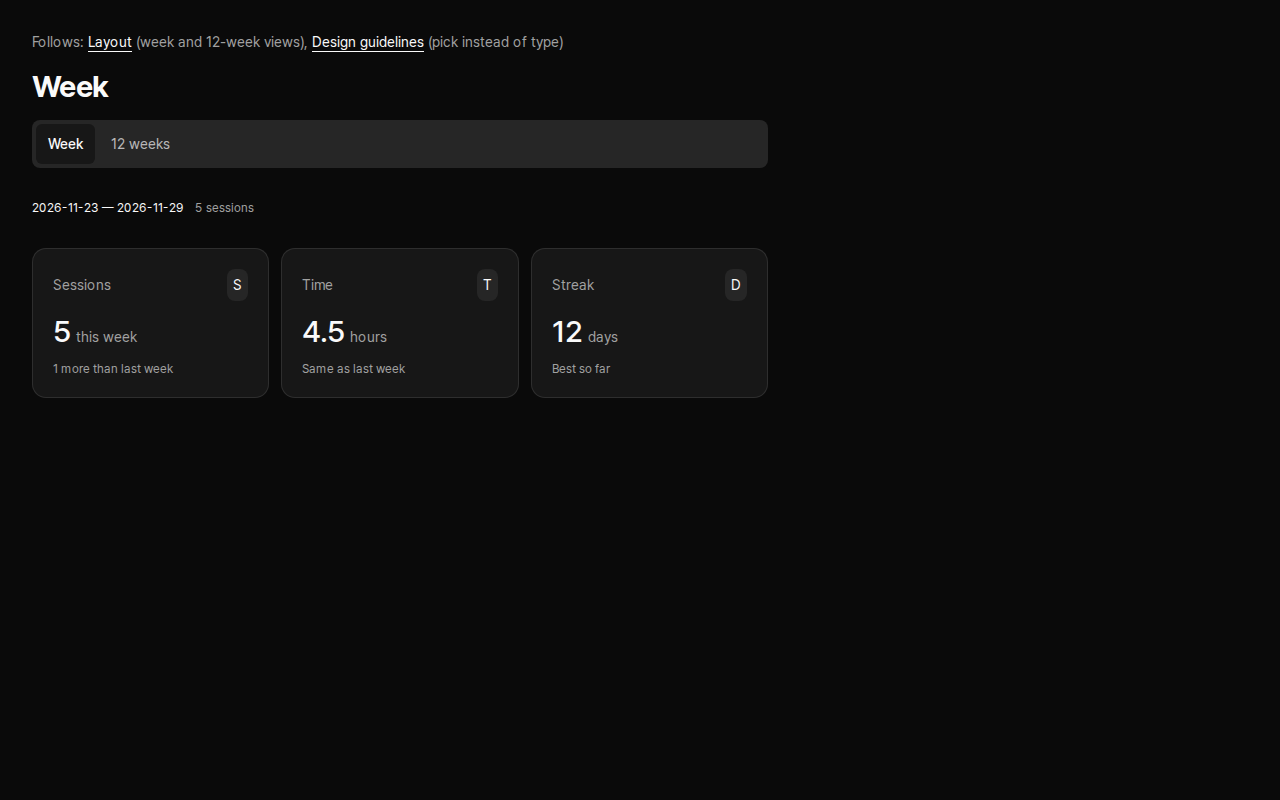 Follows: Layout (week and 12-week views), Design guidelines (pick instead of type)
Week
Week 12 weeks
2026-11-23 — 2026-11-29 5 sessions
Sessions S
5 this week
1 more than last week
Time T
4.5 hours
Same as last week
Streak D
12 days
Best so far